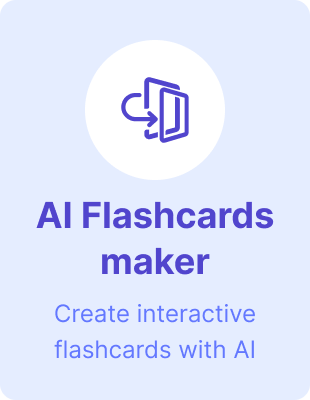 AI Flashcards
maker
Create interactive
flashcards with AI